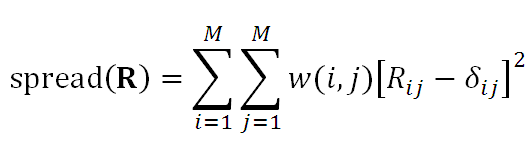 spread(𝐑) = ∑_{i=1}^{M} ∑_{j=1}^{M} w(i,j)[R_{ij} − δ_{ij}]^2